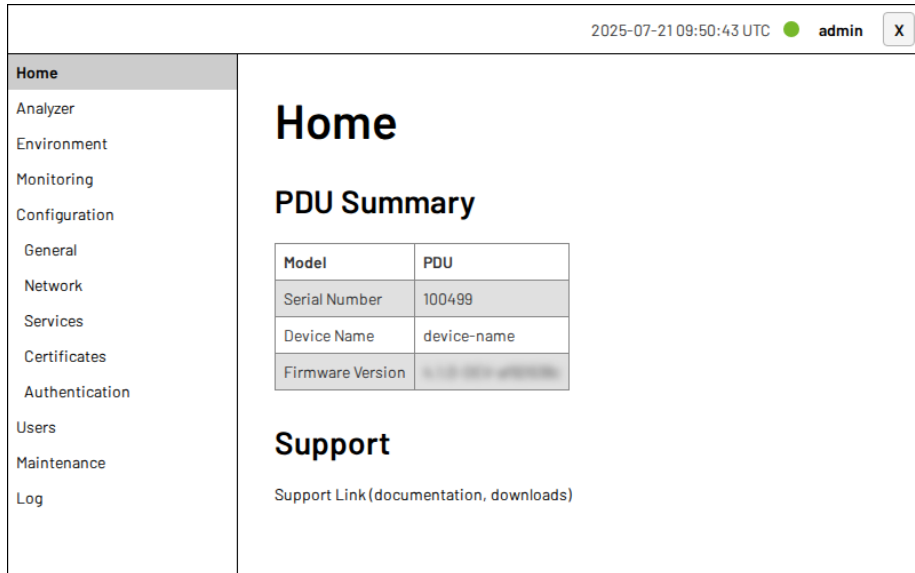 2025-07-21 09:50:43 UTC admin X
Home
Analyzer
Environment
Monitoring
Configuration
General
Network
Services
Certificates
Authentication
Users
Maintenance
Log
Home
PDU Summary
Model PDU
Serial Number 100499
Device Name device-name
Firmware Version
Support
Support Link (documentation, downloads)